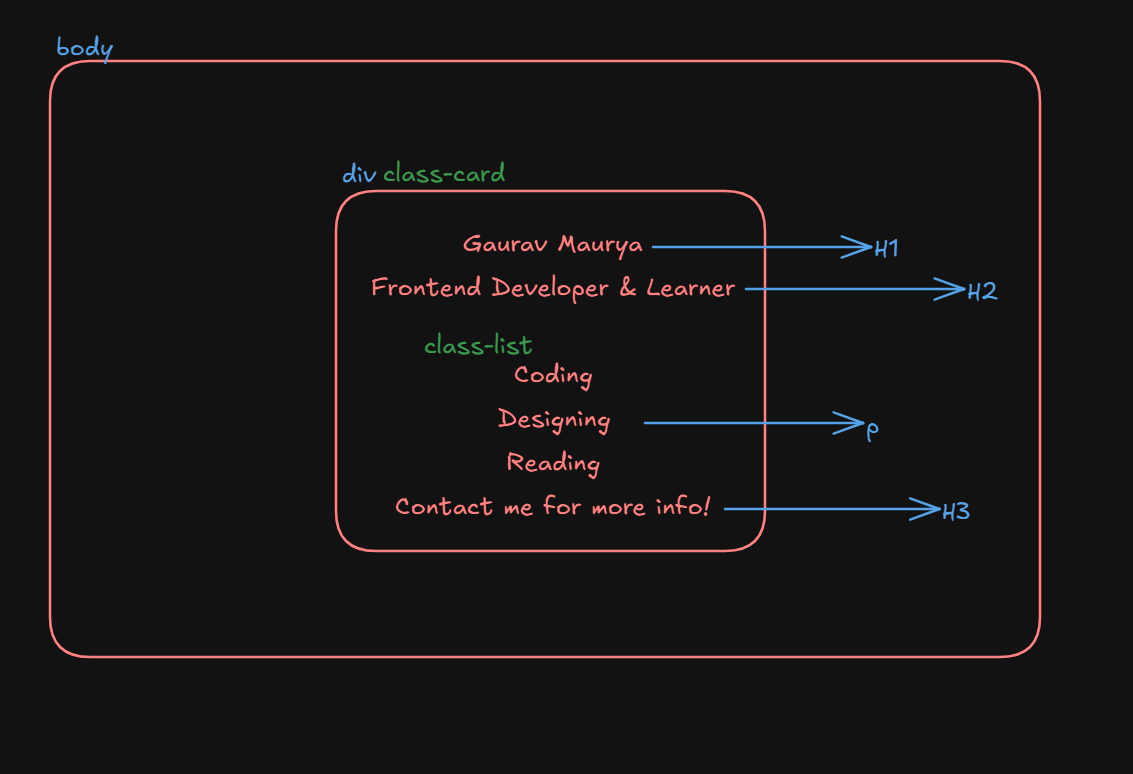 body
div class-card
Gaurav Maurya H1
Frontend Developer & Learner H2
class-list
Coding
Designing p
Reading
Contact me for more info! H3